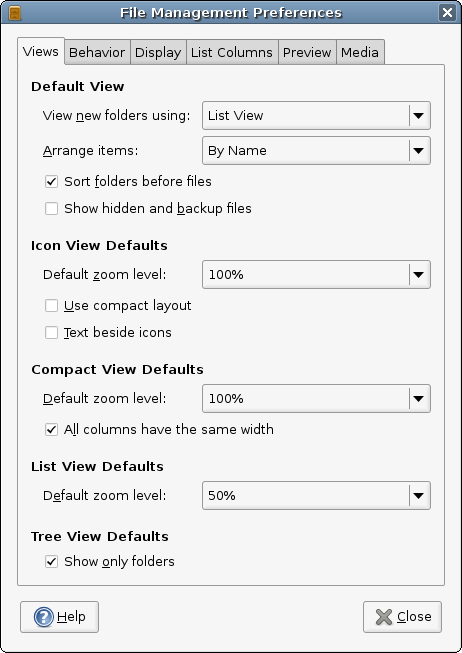 File Management Preferences
Views Behavior Display List Columns Preview Media
Default View
View new folders using: List View
Arrange items: By Name
Sort folders before files
Show hidden and backup files
Icon View Defaults
Default zoom level: 100%
Use compact layout
Text beside icons
Compact View Defaults
Default zoom level: 100%
All columns have the same width
List View Defaults
Default zoom level: 50%
Tree View Defaults
Show only folders
Help Close